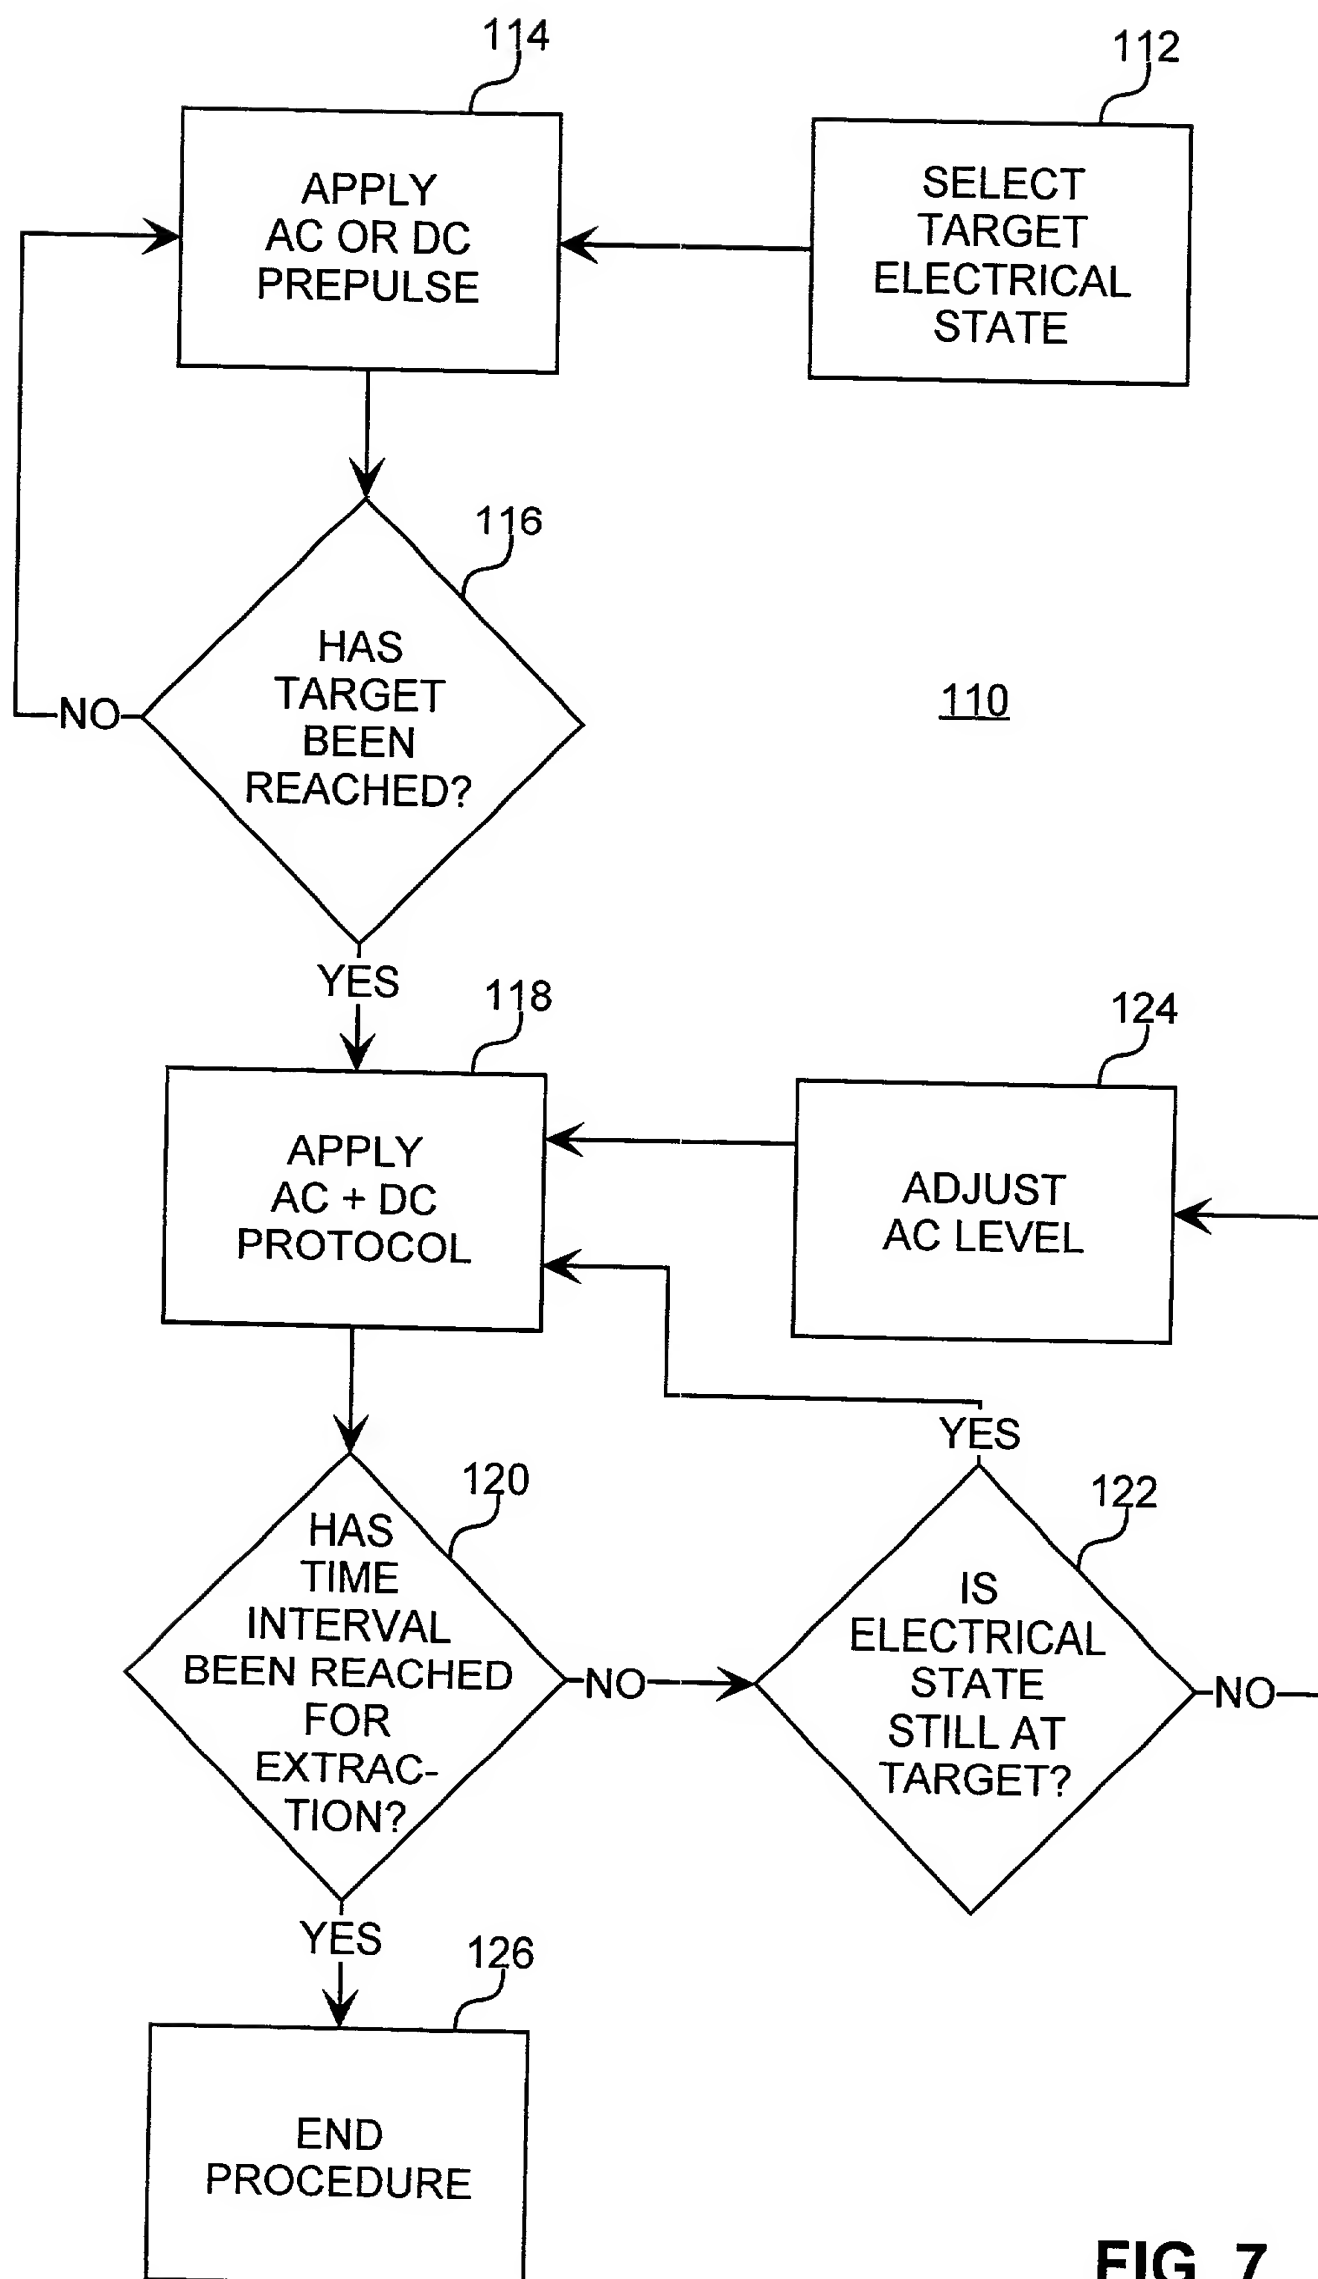 114
112
APPLY
AC OR DC
PREPULSE
SELECT
TARGET
ELECTRICAL
STATE
116
HAS
TARGET
BEEN
REACHED?
NO
110
YES
118
124
APPLY
AC + DC
PROTOCOL
ADJUST
AC LEVEL
YES
120
122
HAS
TIME
INTERVAL
BEEN REACHED
FOR
EXTRAC-
TION?
NO
IS
ELECTRICAL
STATE
STILL AT
TARGET?
NO
YES
126
END
PROCEDURE
FIG. 7